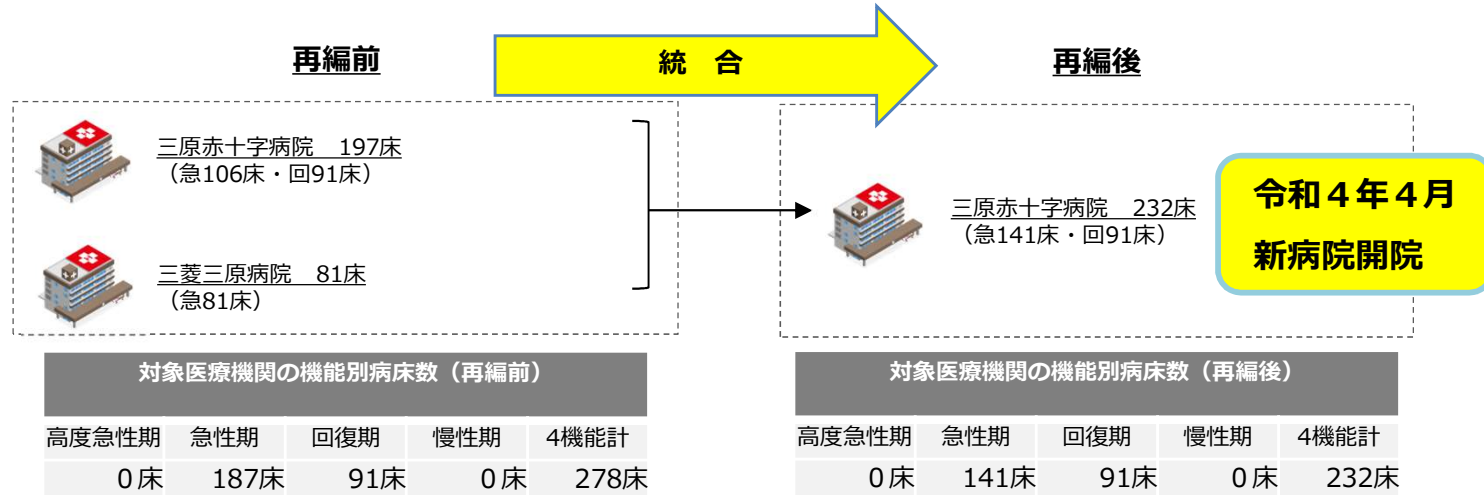 再編前
統　合
再編後
三原赤十字病院　197床
（急106床・回91床）
三菱三原病院　81床
（急81床）
三原赤十字病院　232床
（急141床・回91床）
令和４年４月
新病院開院
対象医療機関の機能別病床数（再編前）
高度急性期 急性期 回復期 慢性期 4機能計
０床 187床 91床 ０床 278床
対象医療機関の機能別病床数（再編後）
高度急性期 急性期 回復期 慢性期 4機能計
０床 141床 91床 ０床 232床